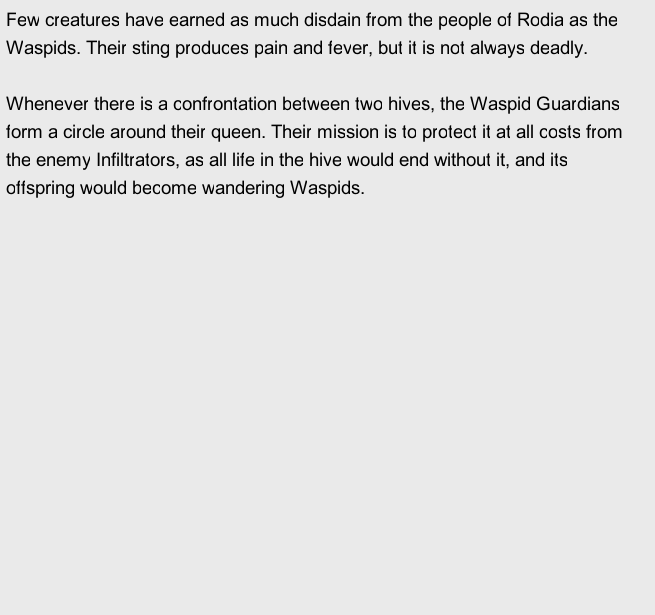 Few creatures have earned as much disdain from the people of Rodia as the
Waspids. Their sting produces pain and fever, but it is not always deadly.
Whenever there is a confrontation between two hives, the Waspid Guardians
form a circle around their queen. Their mission is to protect it at all costs from
the enemy Infiltrators, as all life in the hive would end without it, and its
offspring would become wandering Waspids.